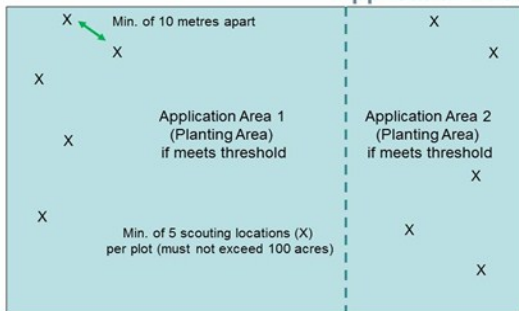 X
Min. of 10 metres apart
X
X
X
X
X
Application Area 1
(Planting Area)
if meets threshold
Application Area 2
(Planting Area)
if meets threshold
X
X
X
Min. of 5 scouting locations (X)
per plot (must not exceed 100 acres)
X
X